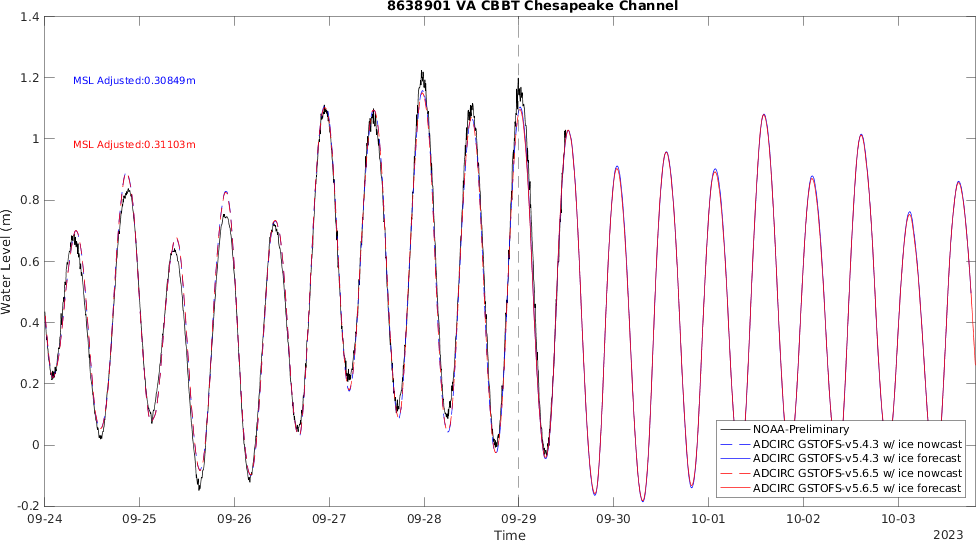 8638901 VA CBBT Chesapeake Channel
1.4
1.2
1
0.8
0.6
0.4
0.2
0
-0.2
Water Level (m)
MSL Adjusted:0.30849m
MSL Adjusted:0.31103m
NOAA-Preliminary
ADCIRC GSTOFS-v5.4.3 w/ ice nowcast
ADCIRC GSTOFS-v5.4.3 w/ ice forecast
ADCIRC GSTOFS-v5.6.5 w/ ice nowcast
ADCIRC GSTOFS-v5.6.5 w/ ice forecast
09-24 09-25 09-26 09-27 09-28 09-29 09-30 10-01 10-02 10-03
Time
2023